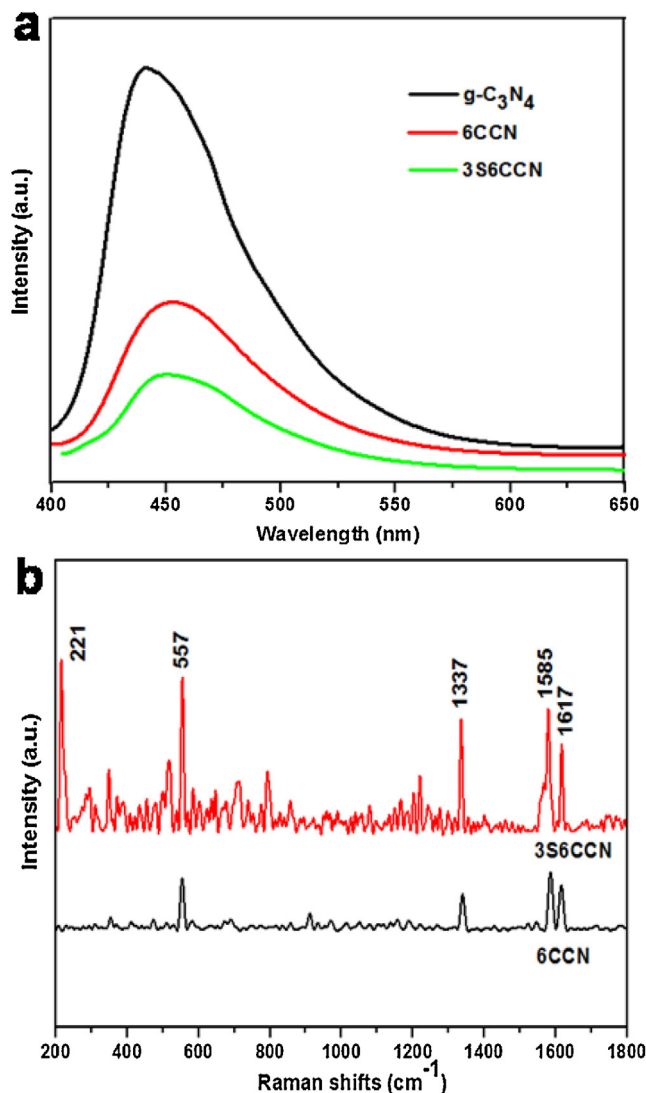 a
g-C₃N₄
6CCN
3S6CCN
Intensity (a.u.)
400 450 500 550 600 650
Wavelength (nm)
b
221
557
1337
1585
1617
3S6CCN
6CCN
Intensity (a.u.)
200 400 600 800 1000 1200 1400 1600 1800
Raman shifts (cm⁻¹)